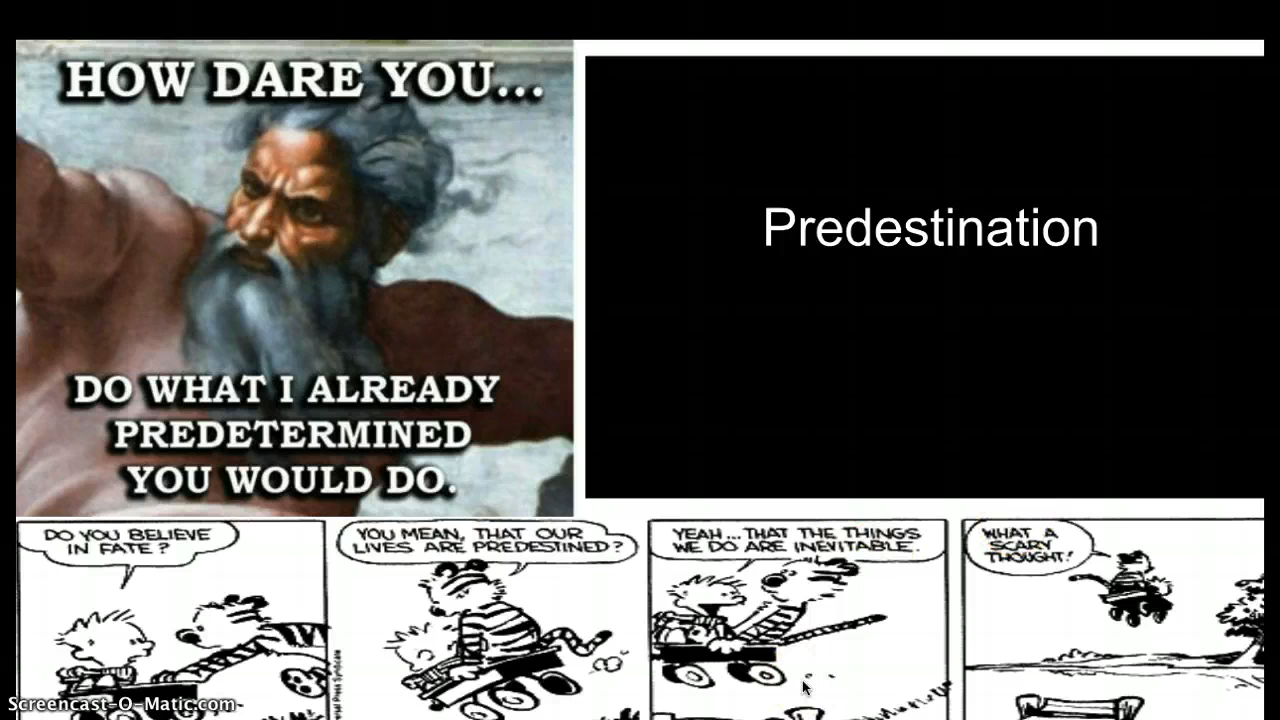 HOW DARE YOU...
DO WHAT I ALREADY
PREDETERMINED
YOU WOULD DO.
Predestination
DO YOU BELIEVE
IN FATE?
YOU MEAN, THAT OUR
LIVES ARE PREDESTINED?
YEAH...THAT THE THINGS
WE DO ARE INEVITABLE.
WHAT A
SCARY
THOUGHT!
Screencast-O-Matic.com